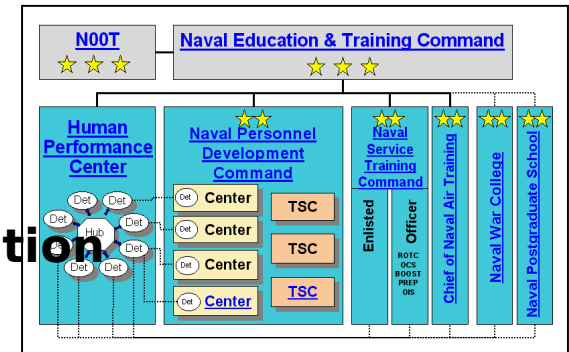 N00T
Naval Education & Training Command
Human
Performance
Center
Det
Det
Det
Det
Det
Det
Det
Hub
tion
Naval Personnel
Development
Command
Det Center
Det Center
Det Center
Det Center
TSC
TSC
TSC
Naval
Service
Training
Command
Enlisted
Officer
ROTC
OCS
BOOST
PREP
OIS
Chief of Naval Air Training
Naval War College
Naval Postgraduate School